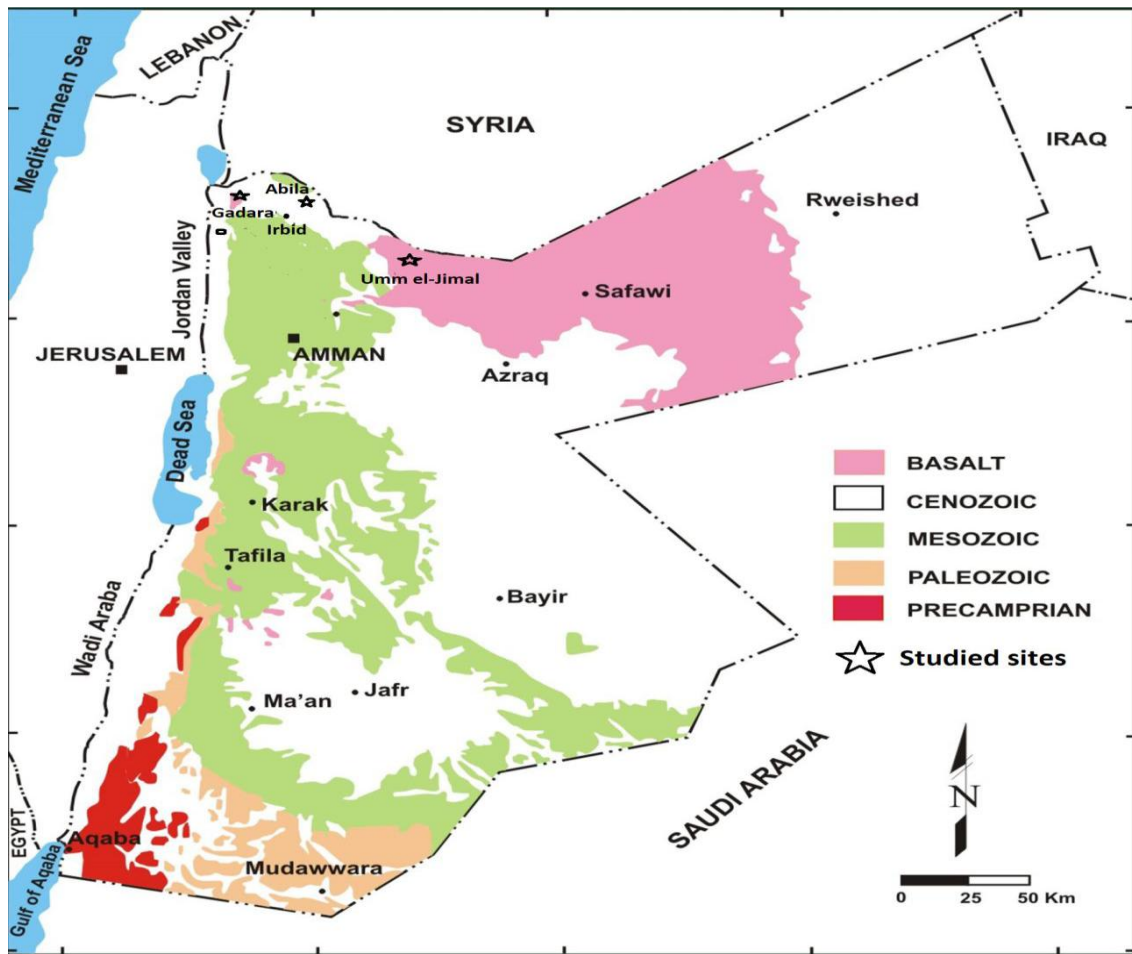 Mediterranean Sea
LEBANON
SYRIA
IRAQ
Abila
Gadara
Irbid
Rweished
Jordan Valley
Umm el-Jimal
Safawi
JERUSALEM
AMMAN
Azraq
Dead Sea
Karak
Tafila
Bayir
Wadi Araba
Ma'an
Jafr
BASALT
CENOZOIC
MESOZOIC
PALEOZOIC
PRECAMPRIAN
Studied sites
SAUDI ARABIA
N
EGYPT
Aqaba
Gulf of Aqaba
Mudawwara
0 25 50 Km